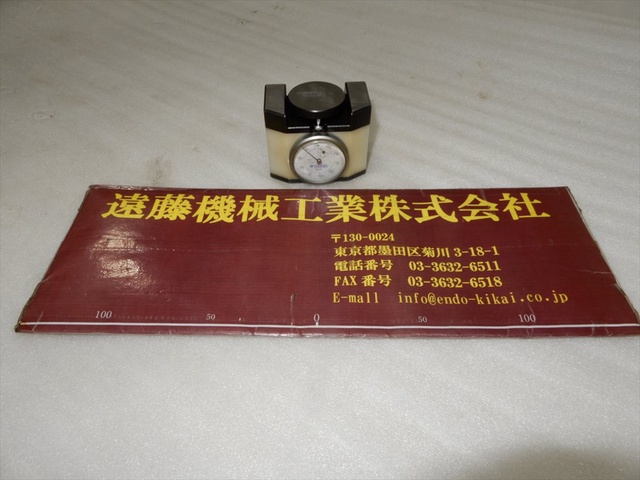 遠藤機械工業株式会社
〒130-0024
東京都墨田区菊川 3-18-1
電話番号 03-3632-6511
FAX 番号 03-3632-6518
E-mail info@endo-kikai.co.jp
100 50 0 50 100